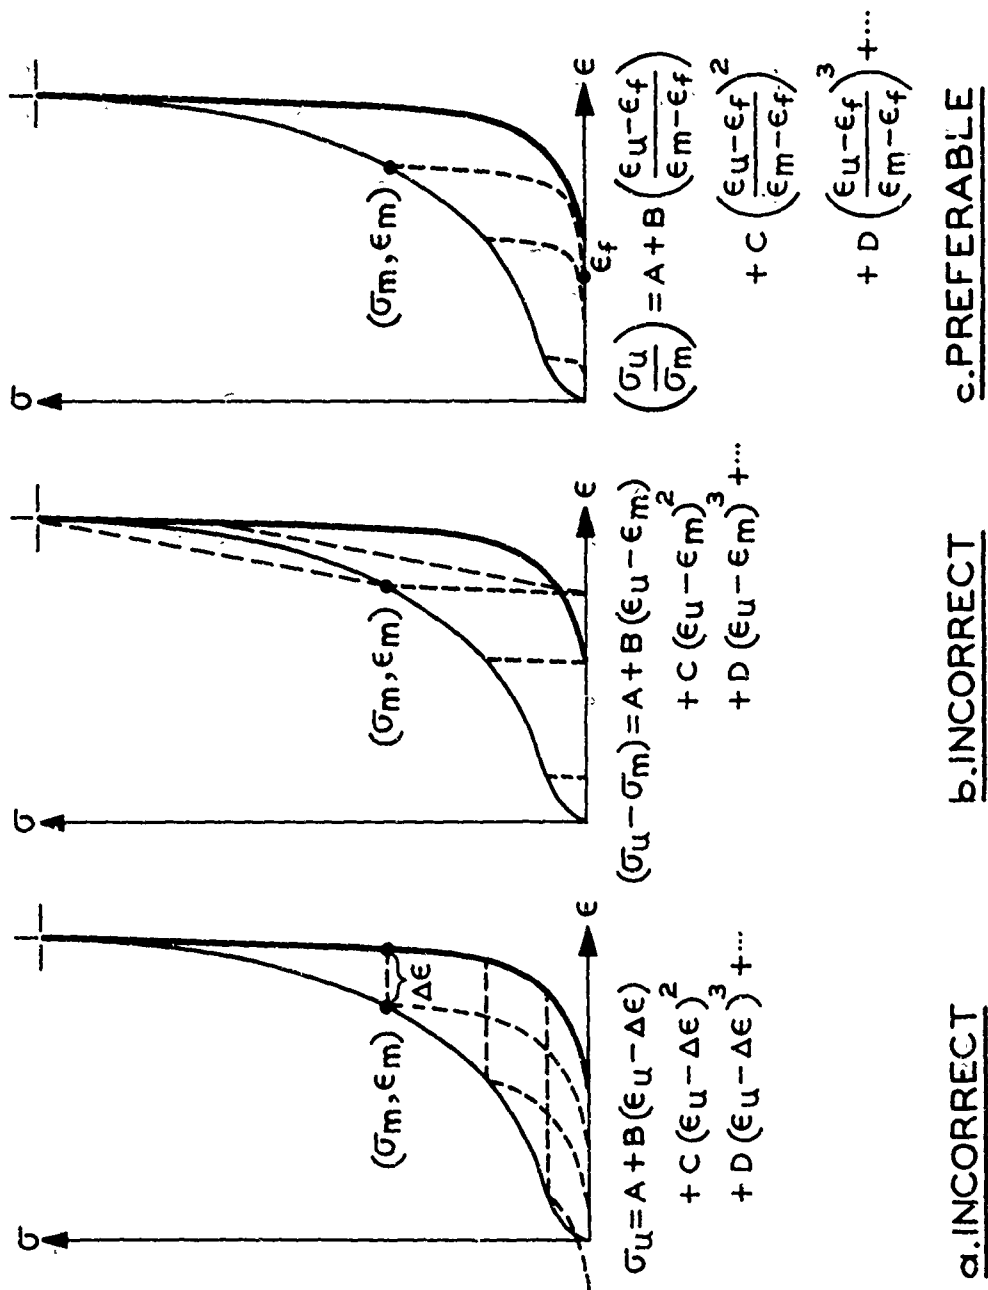 σ
(σm, ϵm)
Δϵ
ϵ
σu = A + B(ϵu − Δϵ)
+ C(ϵu − Δϵ)²
+ D(ϵu − Δϵ)³ + ···
a. INCORRECT
σ
(σm, ϵm)
ϵ
(σu − σm) = A + B(ϵu − ϵm)
+ C(ϵu − ϵm)²
+ D(ϵu − ϵm)³ + ···
b. INCORRECT
σ
(σm, ϵm)
ϵf
ϵ
(σu/σm) = A + B((ϵu − ϵf)/(ϵm − ϵf))
+ C((ϵu − ϵf)/(ϵm − ϵf))²
+ D((ϵu − ϵf)/(ϵm − ϵf))³ + ···
c. PREFERABLE